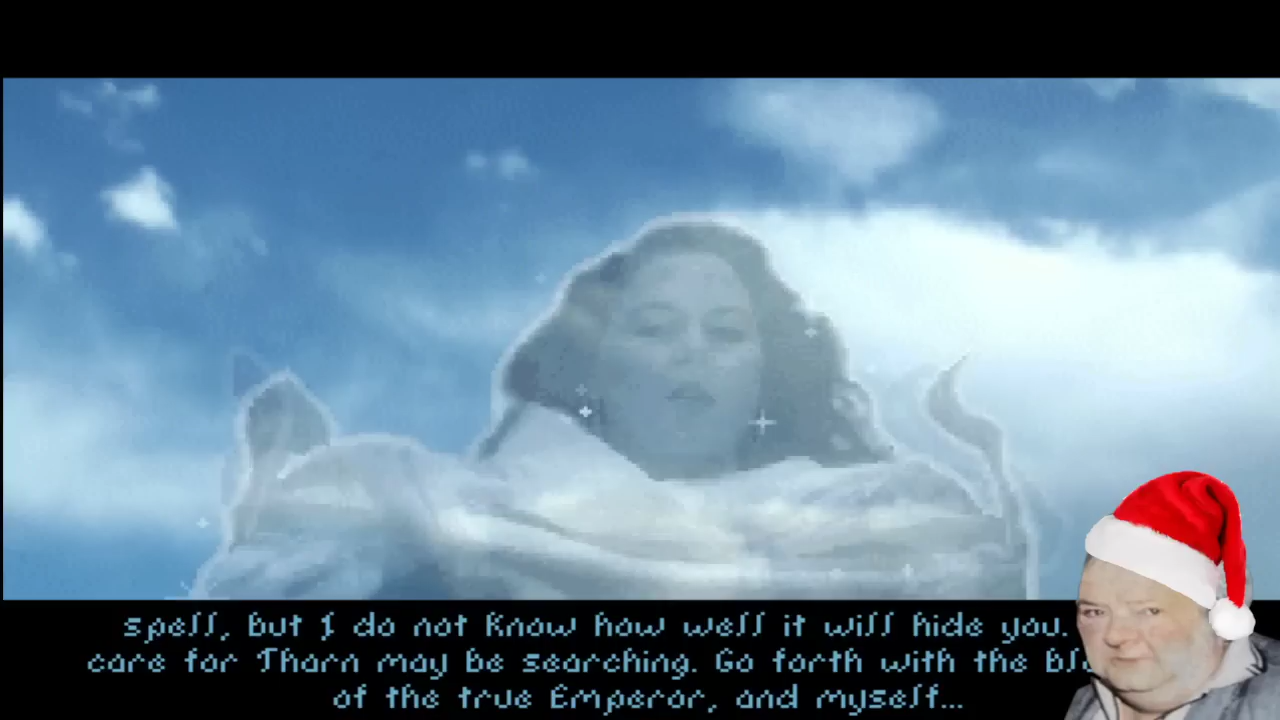 spell, but I do not know how well it will hide you.
care for Tharn may be searching. Go forth with the
of the true Emperor, and myself...